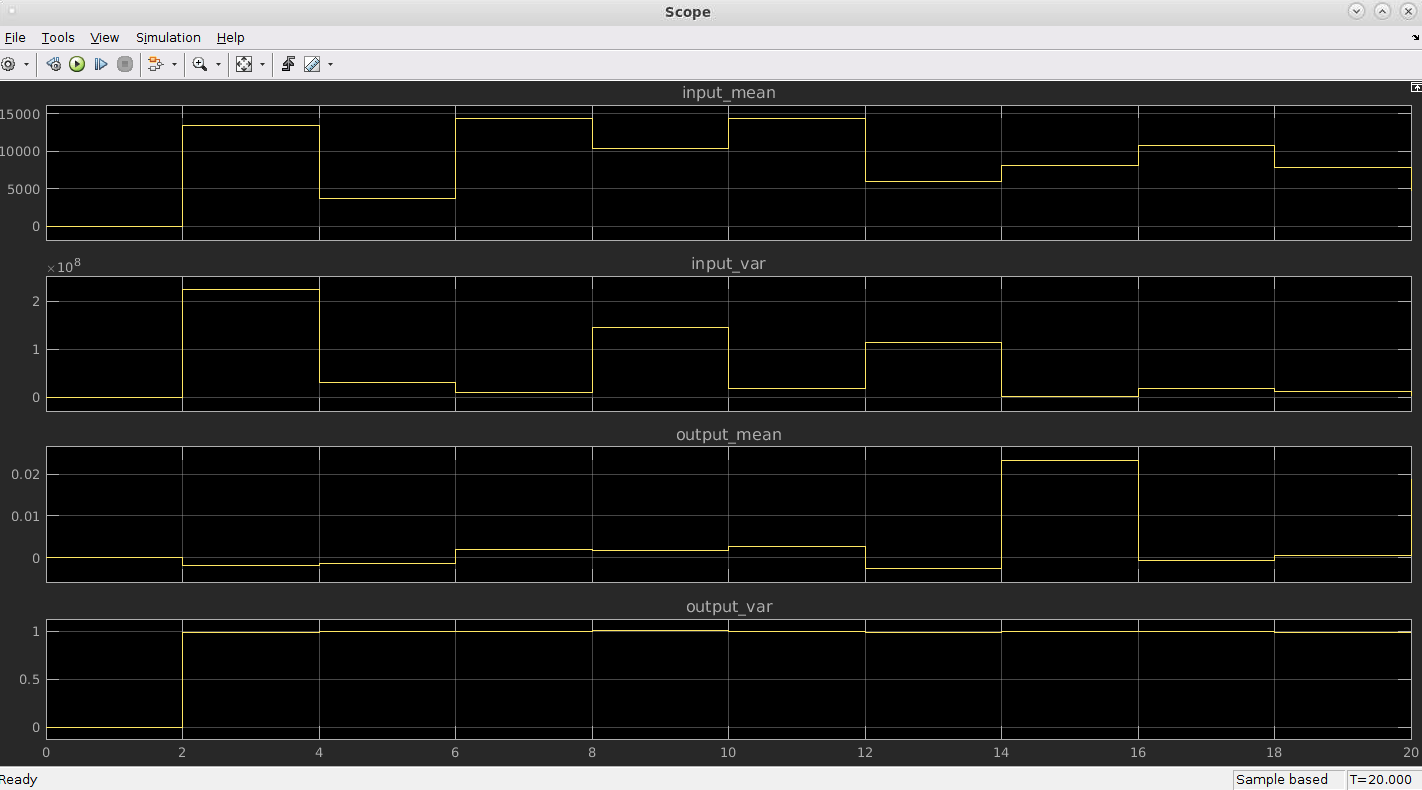 Scope
File Tools View Simulation Help
input_mean
15000
10000
5000
0
×10⁸
input_var
2
1
0
output_mean
0.02
0.01
0
output_var
1
0.5
0
0 2 4 6 8 10 12 14 16 18 20
Ready
Sample based T=20.000